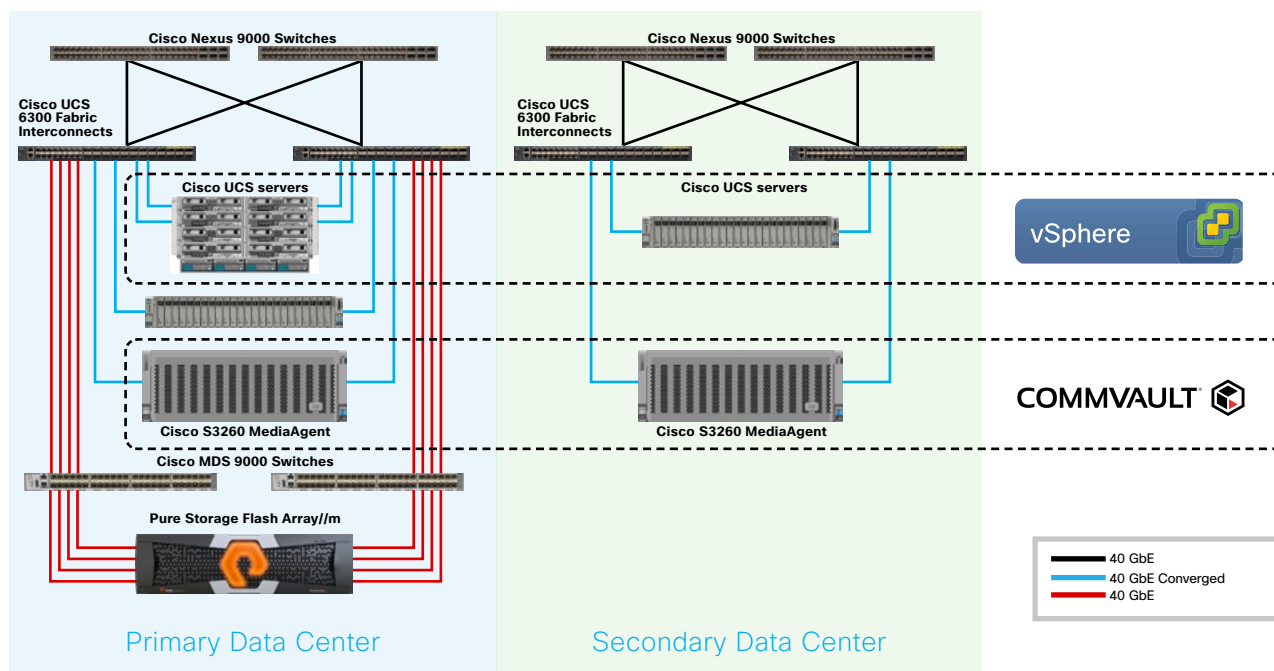 Cisco Nexus 9000 Switches
Cisco UCS
6300 Fabric
Interconnects
Cisco UCS servers
Cisco S3260 MediaAgent
Cisco MDS 9000 Switches
Pure Storage Flash Array//m
Primary Data Center
Cisco Nexus 9000 Switches
Cisco UCS
6300 Fabric
Interconnects
Cisco UCS servers
Cisco S3260 MediaAgent
Secondary Data Center
vSphere
COMMVAULT
40 GbE
40 GbE Converged
40 GbE